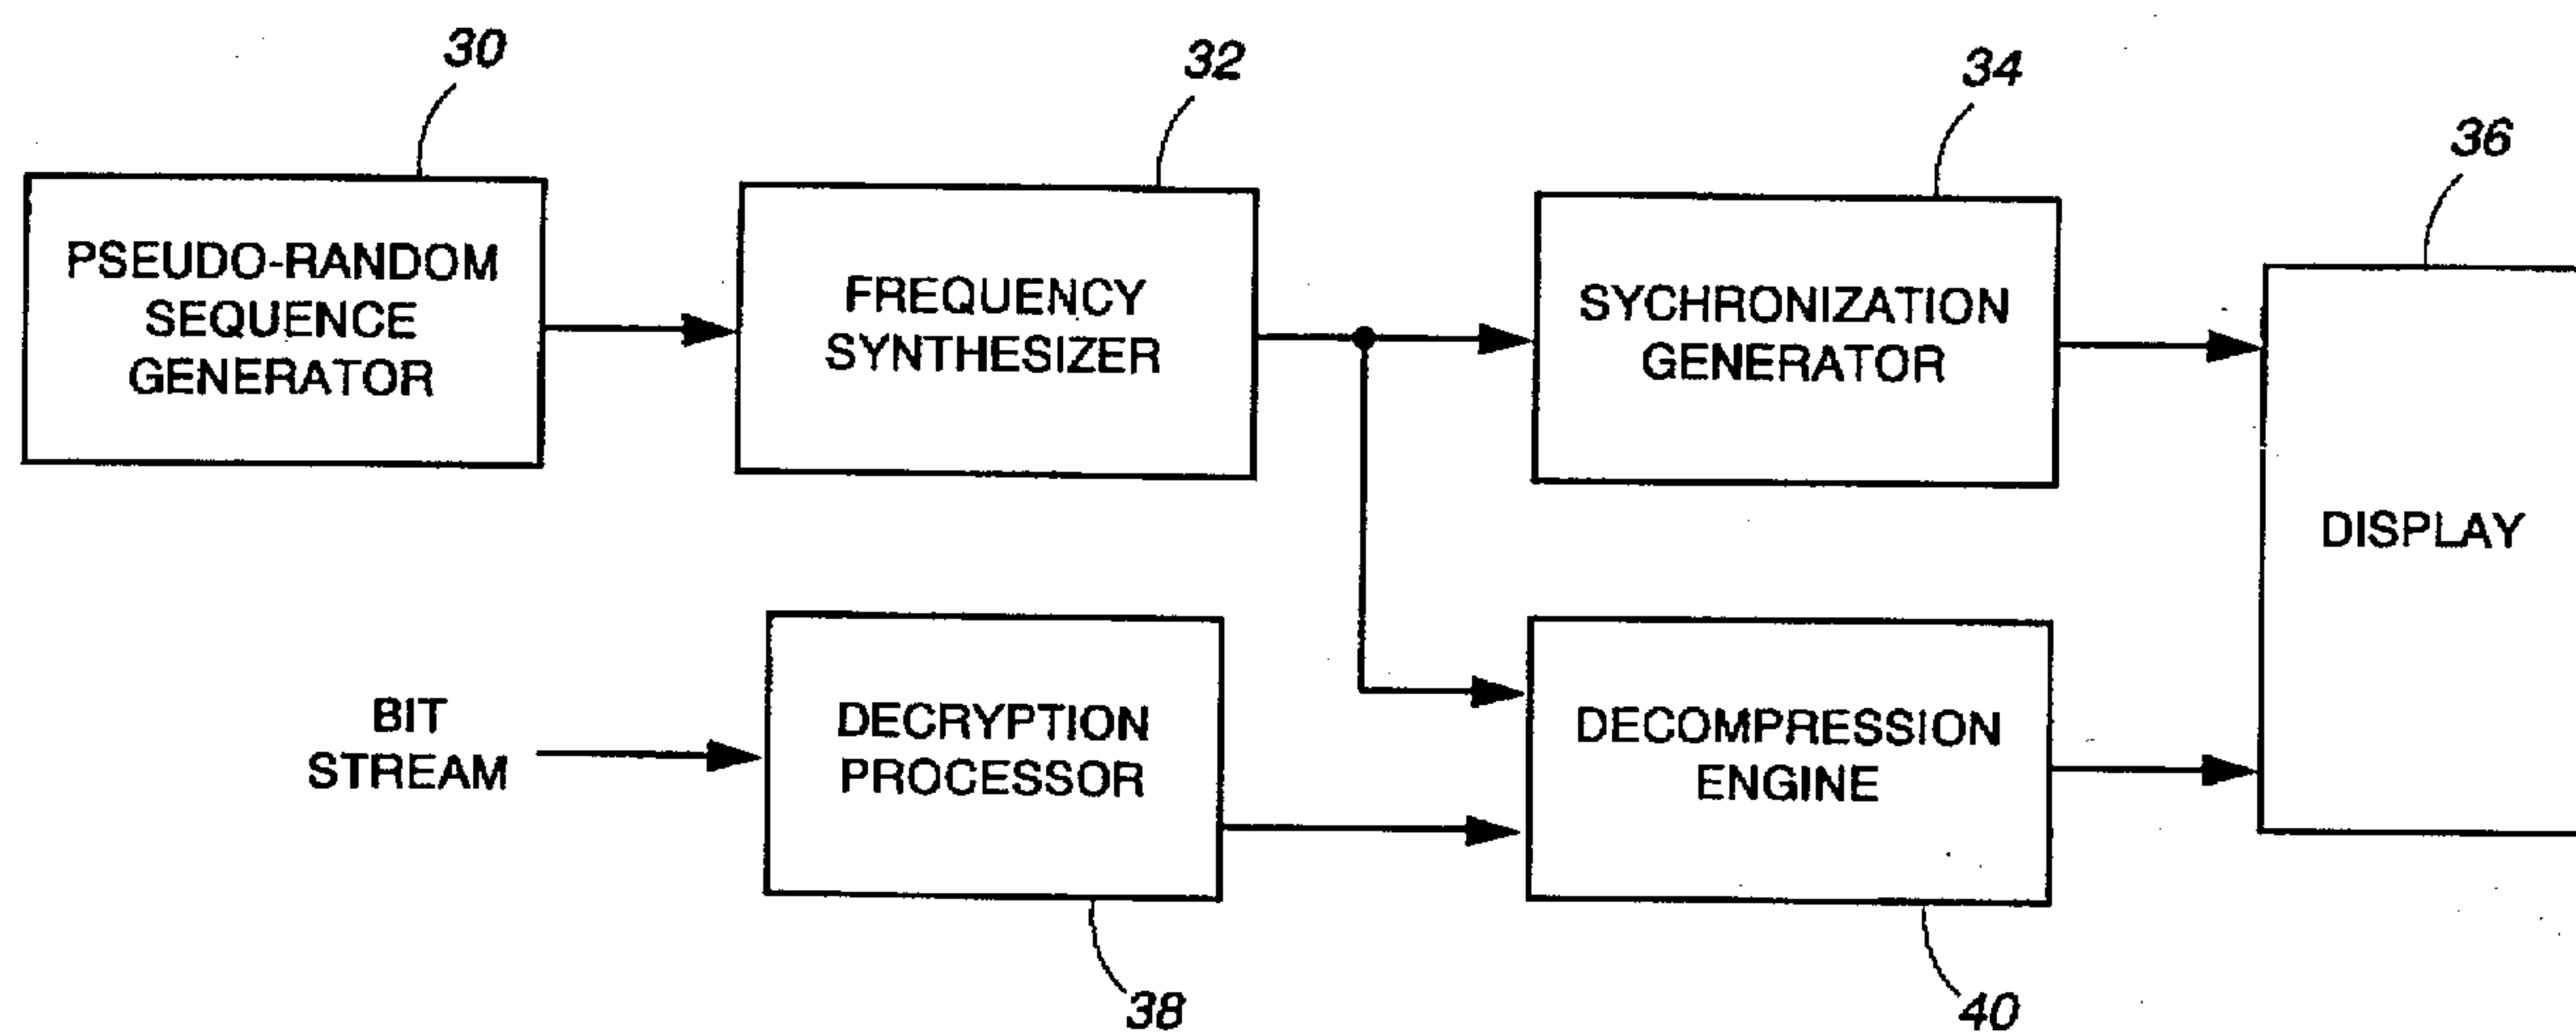 30
32
34
36
PSEUDO-RANDOM
SEQUENCE
GENERATOR
FREQUENCY
SYNTHESIZER
SYCHRONIZATION
GENERATOR
DISPLAY
BIT
STREAM
DECRYPTION
PROCESSOR
DECOMPRESSION
ENGINE
38
40